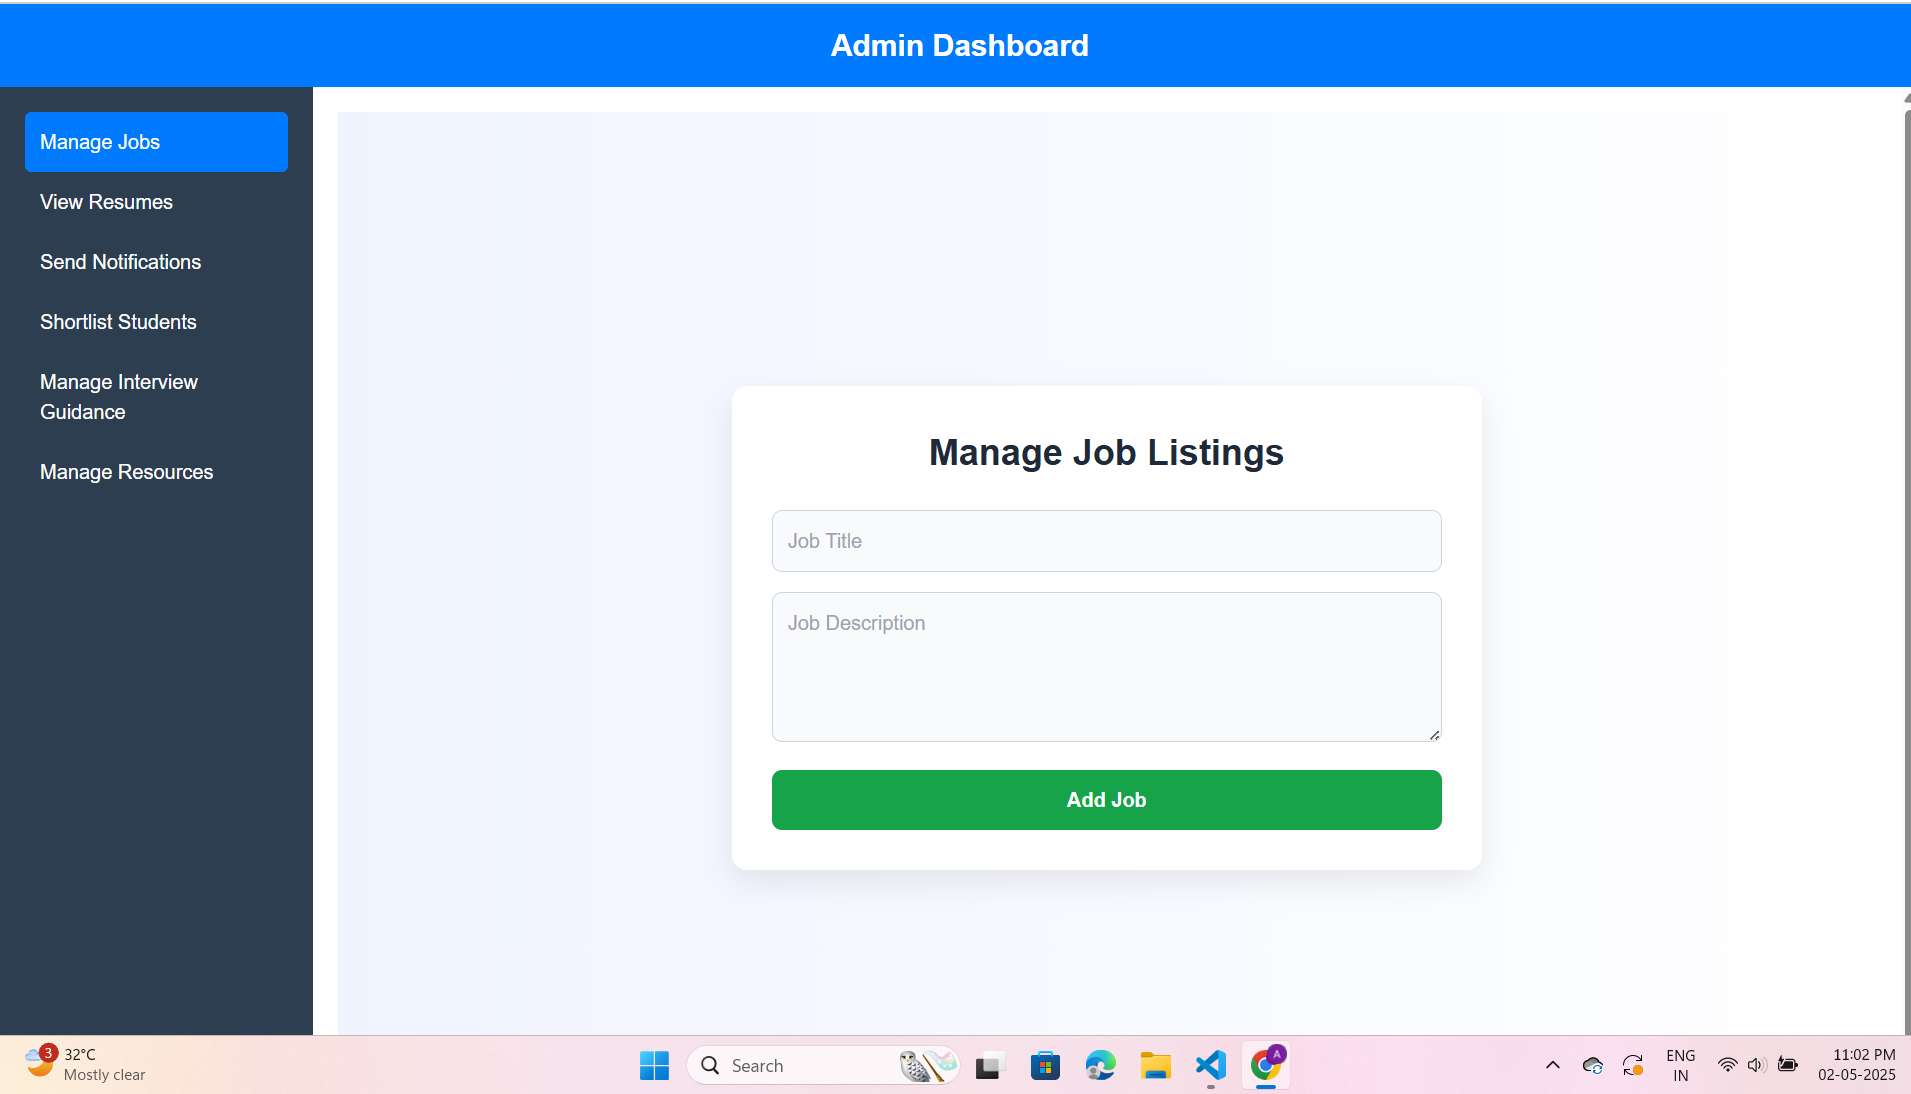 Admin Dashboard
Manage Jobs
View Resumes
Send Notifications
Shortlist Students
Manage Interview
Guidance
Manage Resources
Manage Job Listings
Job Title
Job Description
Add Job
3
32°C
Mostly clear
Search
A
ENG
IN
11:02 PM
02-05-2025